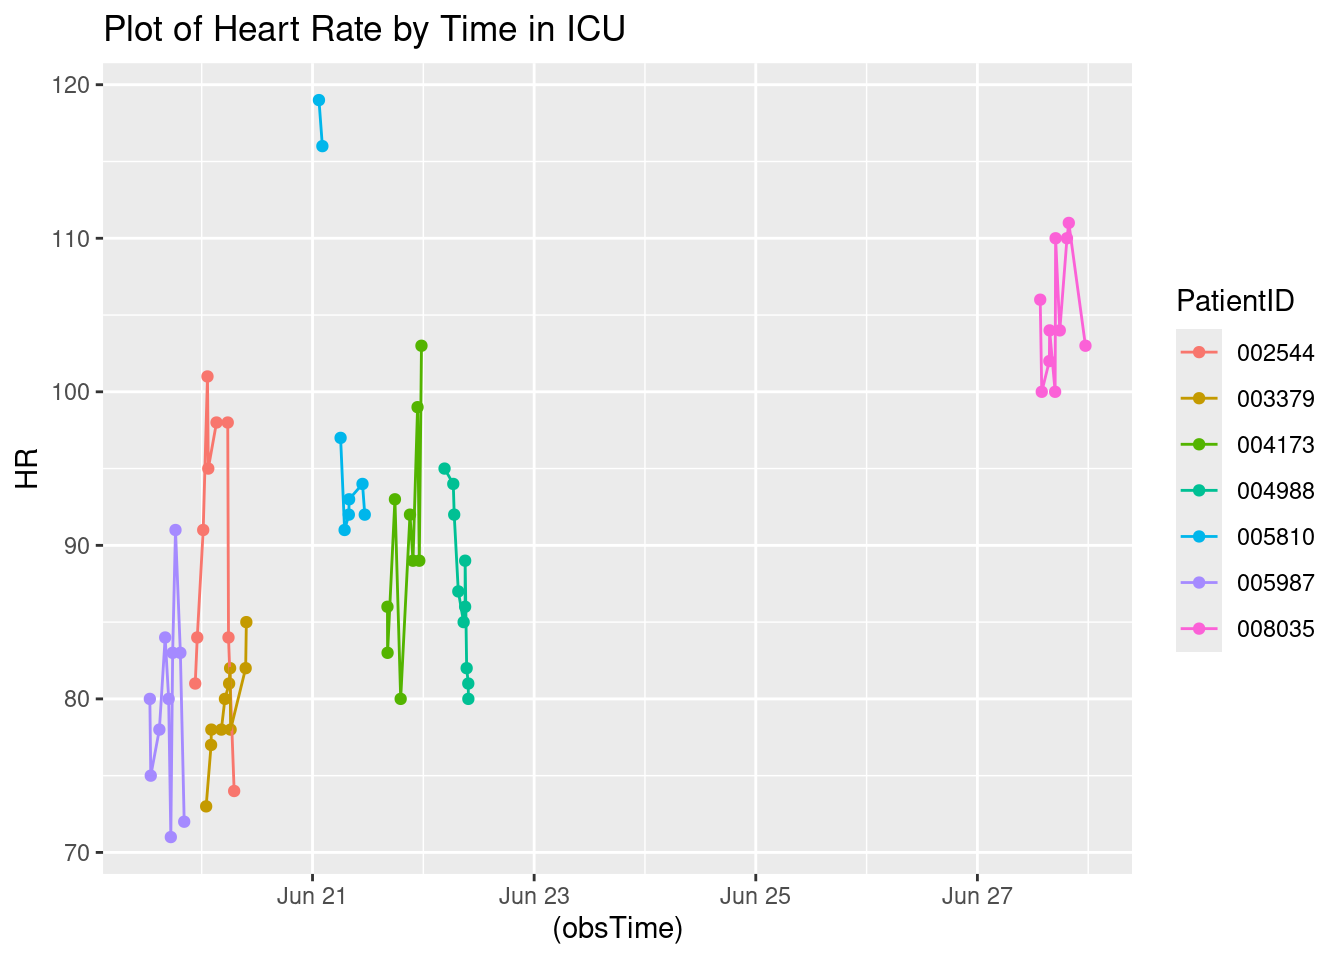 Plot of Heart Rate by Time in ICU
120
110
100
90
80
70
HR
Jun 21
Jun 23
Jun 25
Jun 27
(obsTime)
PatientID
002544
003379
004173
004988
005810
005987
008035